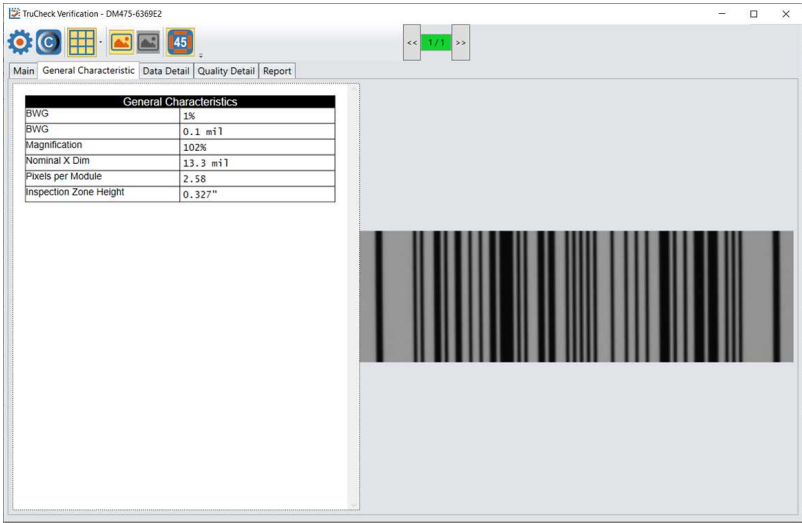 TruCheck Verification - DM475-6369E2
C
45
<< 1/1 >>
Main General Characteristic Data Detail Quality Detail Report
General Characteristics
BWG 1%
BWG 0.1 mil
Magnification 102%
Nominal X Dim 13.3 mil
Pixels per Module 2.58
Inspection Zone Height 0.327"